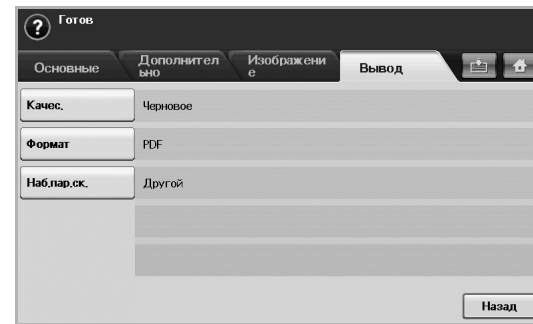 ? Готов
Основные
Дополнител
ьно
Изображени
е
Вывод
Качес.
Черновое
Формат
PDF
Наб.пар.ск.
Другой
Назад